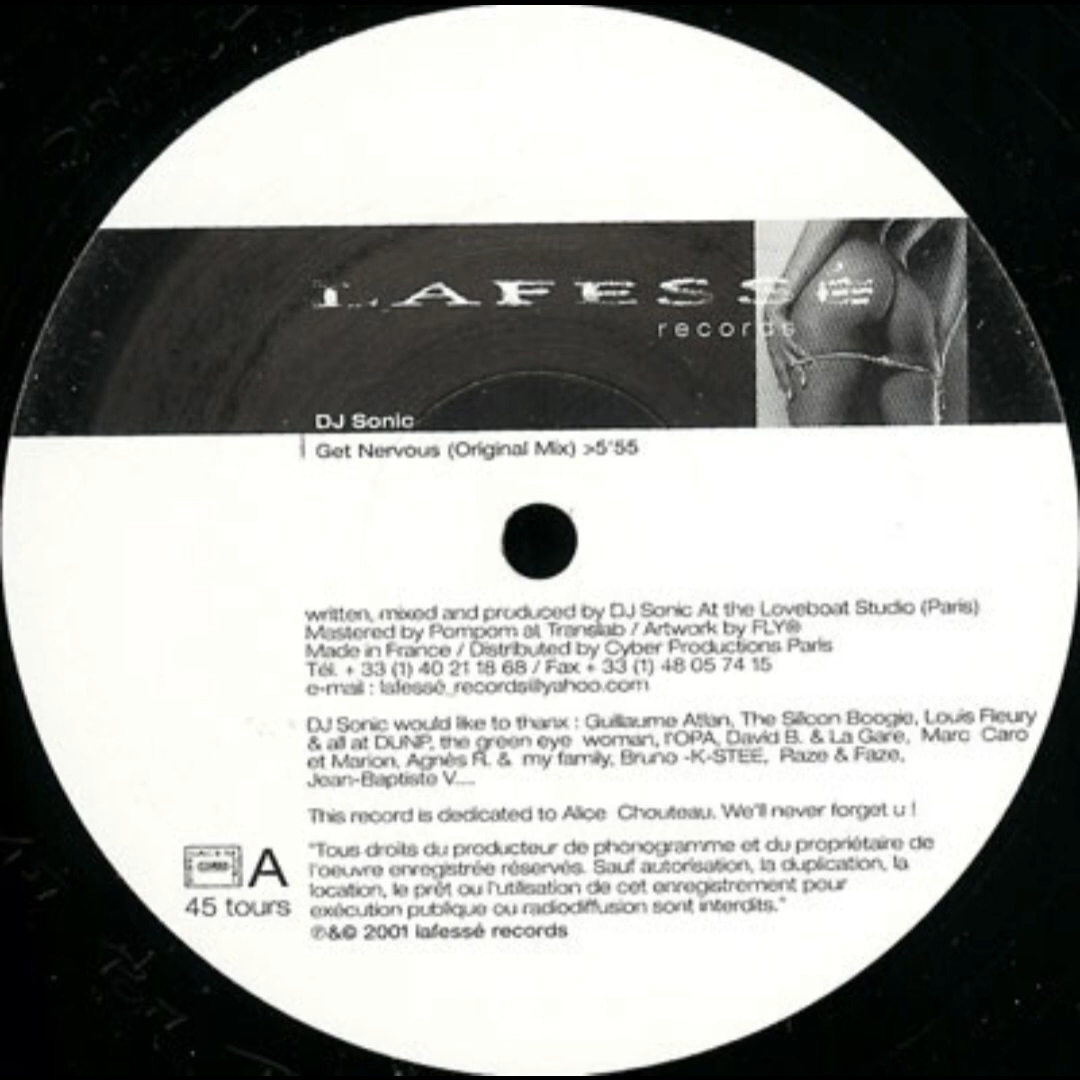 LAFESS
records
DJ Sonic
Get Nervous (Original Mix) >5'55
written, mixed and produced by DJ Sonic At the Loveboat Studio (Paris)
Mastered by Pompom at Translab / Artwork by FLY®
Made in France / Distributed by Cyber Productions Paris
Tél. + 33 (1) 40 21 18 68 / Fax + 33 (1) 48 05 74 15
e-mail : lafessé_records@yahoo.com
DJ Sonic would like to thanx : Guillaume Atlan, The Silicon Boogie, Louis Fleury
& all at DUNP, the green eye woman, l'OPA, David B. & La Gare, Marc Caro
et Marion, Agnès R. & my family, Bruno -K-STEE, Raze & Faze,
Jean-Baptiste V....
This record is dedicated to Alice Chouteau. We'll never forget u !
"Tous droits du producteur de phonogramme et du propriétaire de
l'oeuvre enregistrée réservés. Sauf autorisation, la duplication, la
location, le prêt ou l'utilisation de cet enregistrement pour
exécution publique ou radiodiffusion sont interdits."
℗&© 2001 lafessé records
A
45 tours